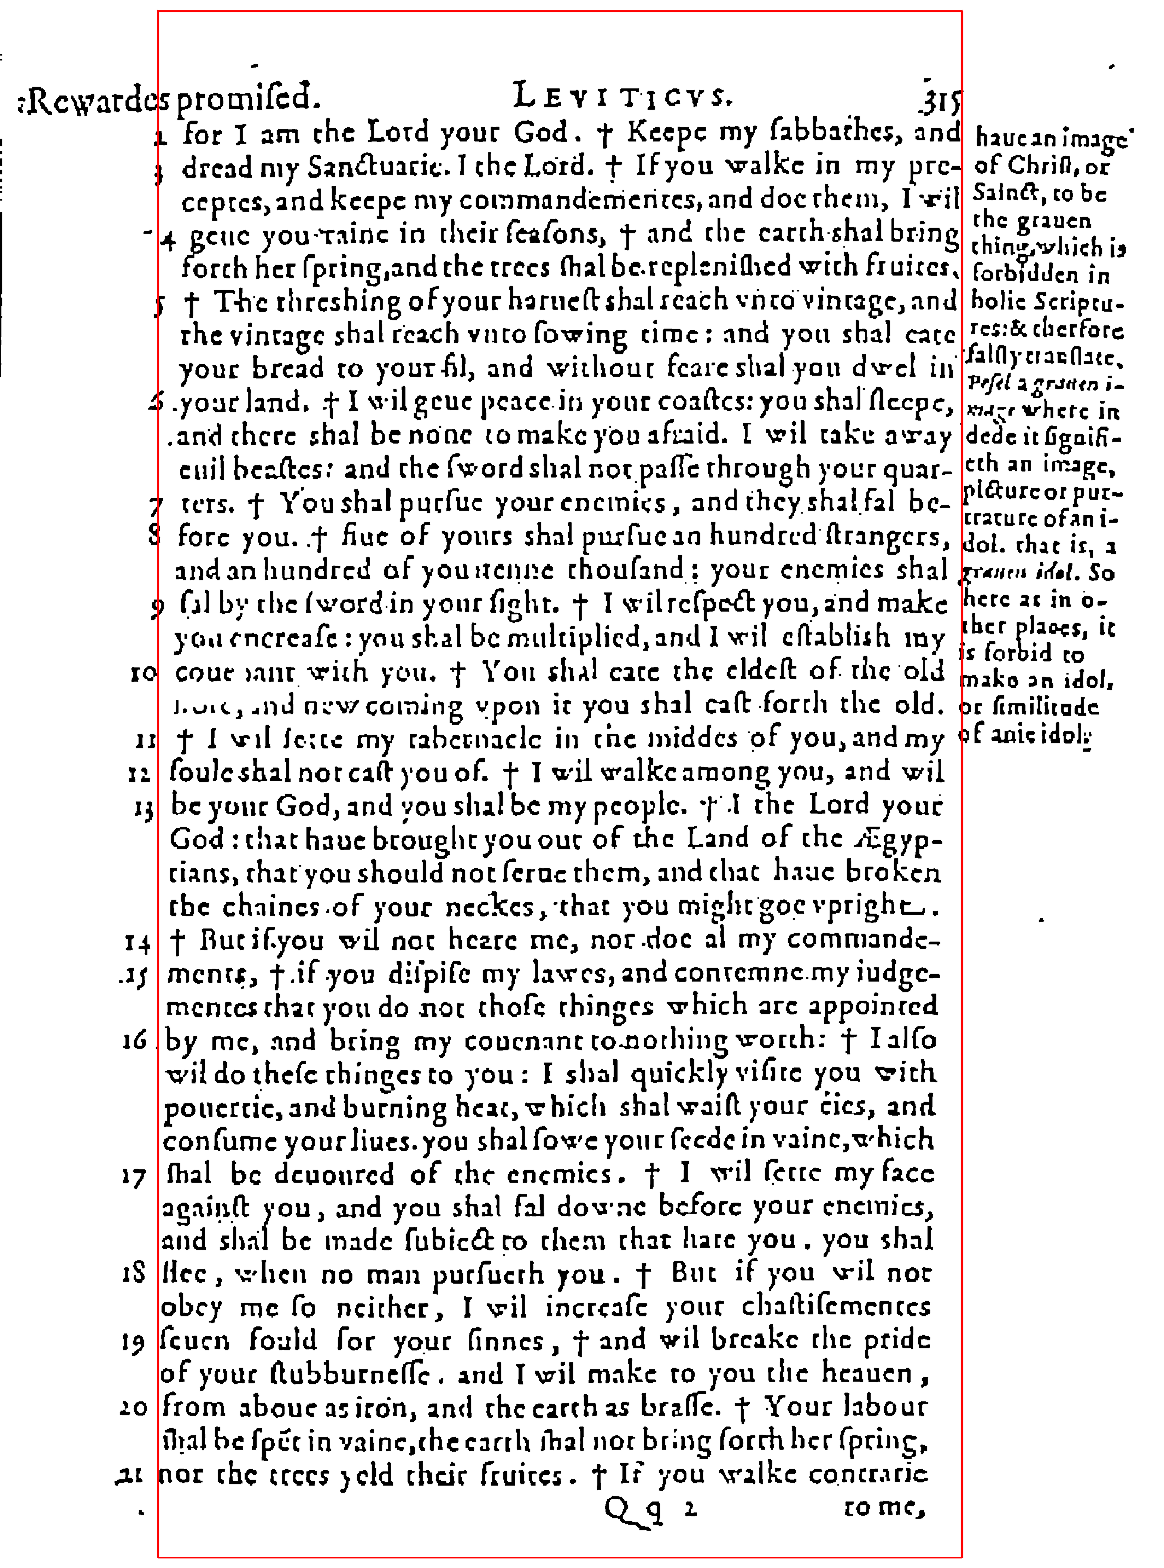 Rewardes promiſed. LEVITICVS. 315
2 for I am the Lord your God. † Keepe my ſabbathes, and
3 dread my Sanctuarie. I the Lord. † If you walke in my pre-
ceptes, and keepe my commandementes, and doe them, I wil
4 geue you raine in their ſeaſons, † and the earth shal bring
forth her ſpring, and the trees ſhal be repleniſhed with fruites.
5 † The threshing of your harueſt shal reach vnto vintage, and
the vintage shal reach vnto ſowing time: and you shal eate
your bread to your fil, and without feare shal you dwel in
6 your land. † I wil geue peace in your coaſtes: you shal ſleepe,
and there shal be none to make you afraid. I wil take away
euil beaſtes: and the ſword shal not paſſe through your quar-
7 ters. † You shal purſue your enemies, and they shal fal be-
8 fore you. † fiue of yours shal purſue an hundred ſtrangers,
and an hundred of you tenne thouſand: your enemies shal
9 fal by the ſword in your ſight. † I wil reſpect you, and make
you encreaſe: you shal be multiplied, and I wil eſtablish my
10 couenant with you. † You shal eate the eldeſt of the old
ſtore, and new coming vpon it you shal caſt forth the old.
11 † I wil ſette my tabernacle in the middes of you, and my
12 ſoule shal not caſt you of. † I wil walke among you, and wil
13 be your God, and you shal be my people. † I the Lord your
God: that haue brought you out of the Land of the Ægyp-
tians, that you should not ſerue them, and that haue broken
the chaines of your neckes, that you might goe vpright.
14 † But if you wil not heare me, nor doe al my commande-
15 ments, † if you diſpiſe my lawes, and contemne my iudge-
mentes that you do not thoſe thinges which are appointed
16 by me, and bring my couenant to nothing worth: † I alſo
wil do theſe thinges to you: I shal quickly viſite you with
pouertie, and burning heat, which shal waiſt your eies, and
conſume your liues. you shal ſowe your ſeede in vaine, which
17 ſhal be deuoured of the enemies. † I wil ſette my face
againſt you, and you shal fal downe before your enemies,
and shal be made ſubiect to them that hate you. you shal
18 flee, when no man purſueth you. † But if you wil not
obey me ſo neither, I wil increaſe your chaſtiſementes
19 ſeuen fould for your ſinnes, † and wil breake the pride
of your ſtubburneſſe. and I wil make to you the heauen,
20 from aboue as iron, and the earth as braſſe. † Your labour
ſhal be ſpēt in vaine, the earth ſhal not bring forth her ſpring,
21 nor the trees yeld their fruites. † If you walke contrarie
Qq 2 to me,
haue an image
of Chriſt, or
Sainct, to be
the grauen
thing, which is
forbidden in
holie Scriptu-
res: & therfore
falſly tranſlate,
Peſel a grauen i-
mage where in
dede it ſignifi-
eth an image,
picture or pur-
trature of an i-
dol. that is, a
grauen idol. So
here as in o-
ther places, it
is forbid to
make an idol,
or ſimilitude
of anie idol.